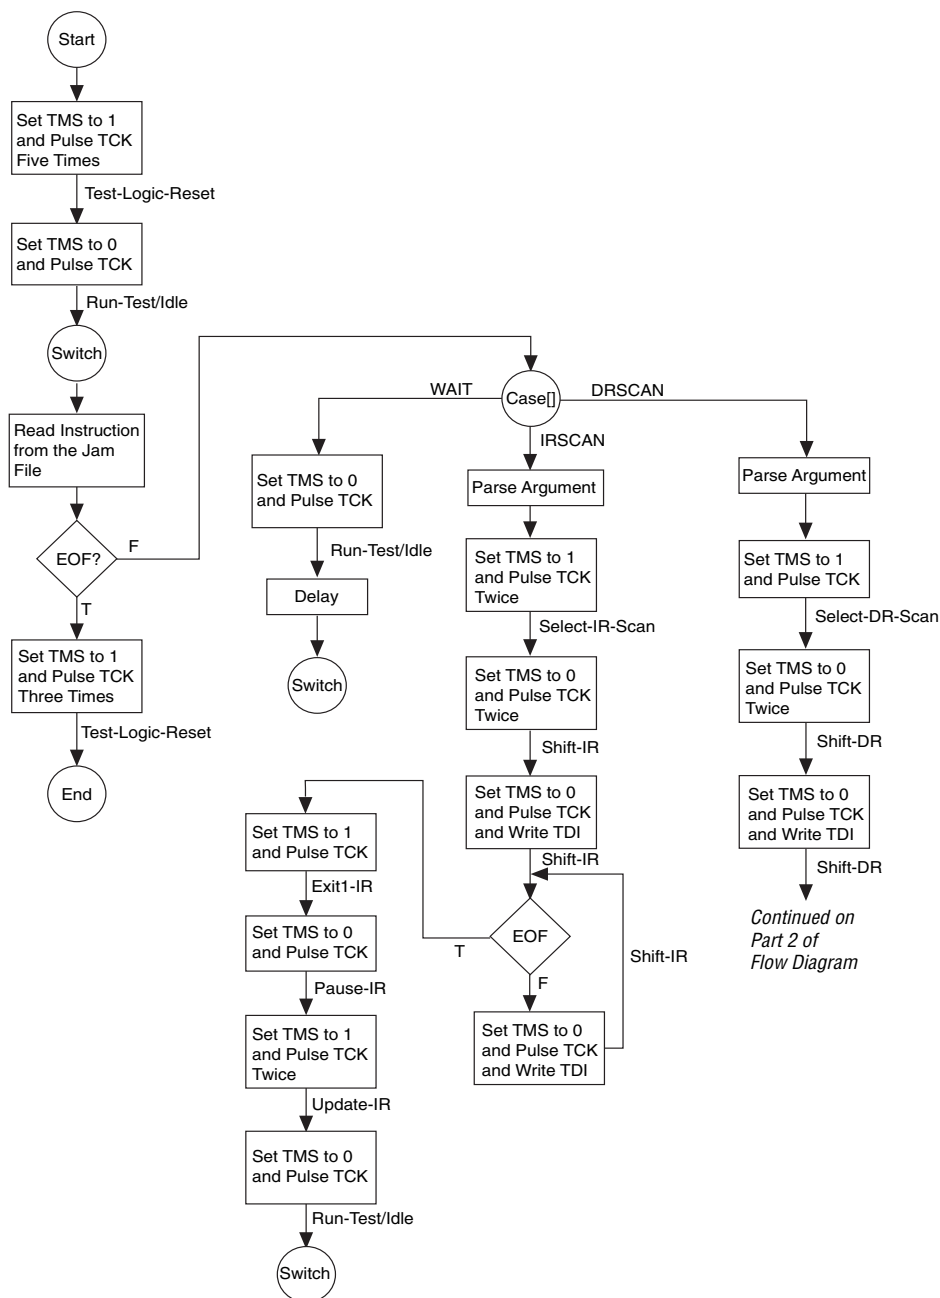 Start
Set TMS to 1
and Pulse TCK
Five Times
Test-Logic-Reset
Set TMS to 0
and Pulse TCK
Run-Test/Idle
Switch
Read Instruction
from the Jam
File
EOF?
F
T
Set TMS to 1
and Pulse TCK
Three Times
Test-Logic-Reset
End
Case[]
WAIT
Set TMS to 0
and Pulse TCK
Run-Test/Idle
Delay
Switch
IRSCAN
Parse Argument
Set TMS to 1
and Pulse TCK
Twice
Select-IR-Scan
Set TMS to 0
and Pulse TCK
Twice
Shift-IR
Set TMS to 0
and Pulse TCK
and Write TDI
Shift-IR
EOF
T
F
Set TMS to 0
and Pulse TCK
and Write TDI
Shift-IR
Set TMS to 1
and Pulse TCK
Exit1-IR
Set TMS to 0
and Pulse TCK
Pause-IR
Set TMS to 1
and Pulse TCK
Twice
Update-IR
Set TMS to 0
and Pulse TCK
Run-Test/Idle
Switch
DRSCAN
Parse Argument
Set TMS to 1
and Pulse TCK
Select-DR-Scan
Set TMS to 0
and Pulse TCK
Twice
Shift-DR
Set TMS to 0
and Pulse TCK
and Write TDI
Shift-DR
Continued on
Part 2 of
Flow Diagram